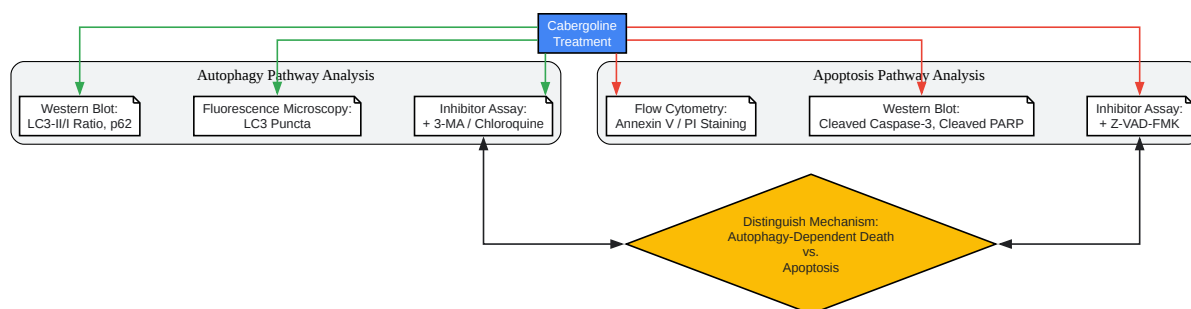 Cabergoline
Treatment
Autophagy Pathway Analysis
Western Blot:
LC3-II/I Ratio, p62
Fluorescence Microscopy:
LC3 Puncta
Inhibitor Assay:
+ 3-MA / Chloroquine
Apoptosis Pathway Analysis
Flow Cytometry:
Annexin V / PI Staining
Western Blot:
Cleaved Caspase-3, Cleaved PARP
Inhibitor Assay:
+ Z-VAD-FMK
Distinguish Mechanism:
Autophagy-Dependent Death
vs.
Apoptosis